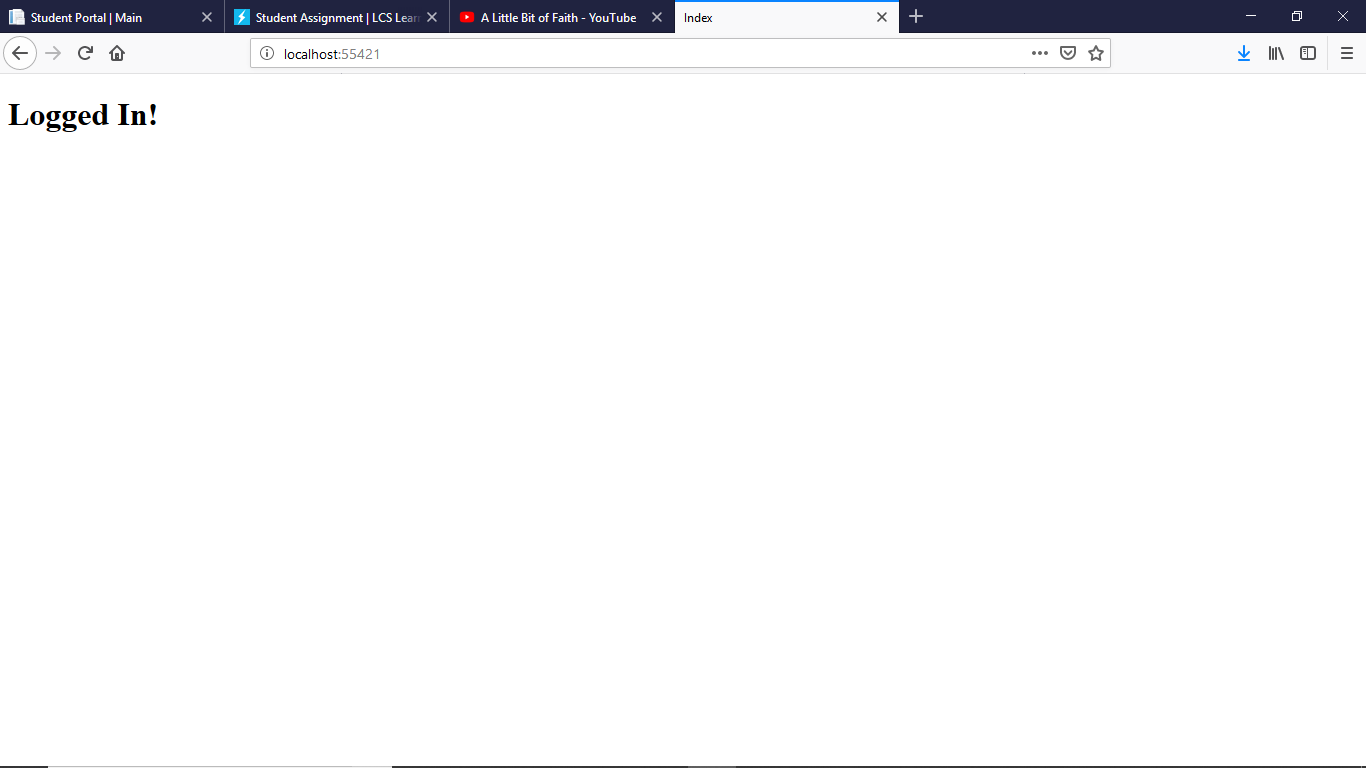 Student Portal | Main
Student Assignment | LCS Lear
A Little Bit of Faith - YouTube
Index
localhost:55421
Logged In!